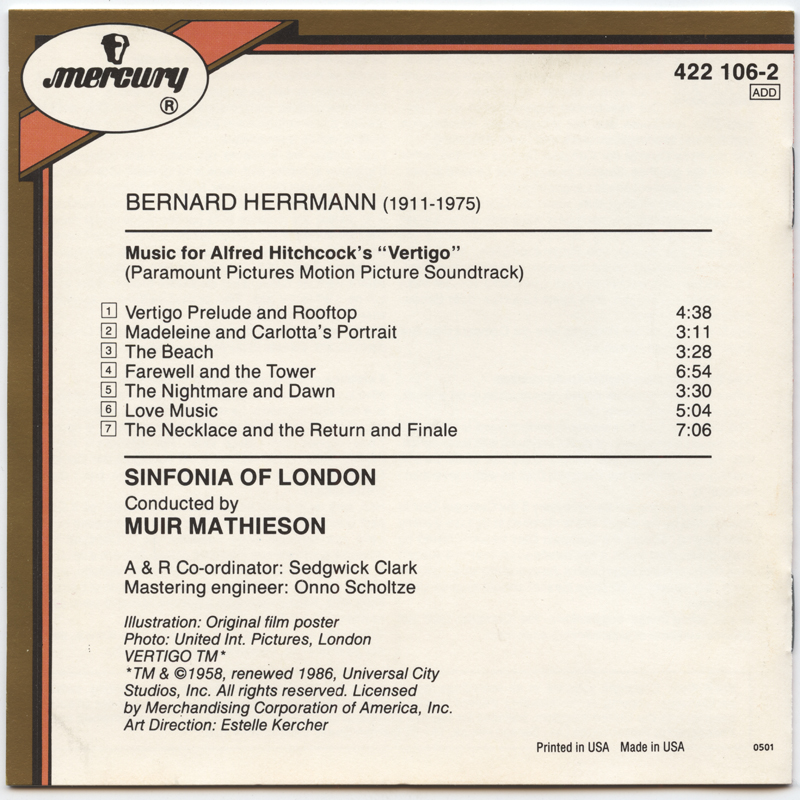 mercury
®
422 106-2
ADD
BERNARD HERRMANN (1911-1975)
Music for Alfred Hitchcock's "Vertigo"
(Paramount Pictures Motion Picture Soundtrack)
1 Vertigo Prelude and Rooftop 4:38
2 Madeleine and Carlotta's Portrait 3:11
3 The Beach 3:28
4 Farewell and the Tower 6:54
5 The Nightmare and Dawn 3:30
6 Love Music 5:04
7 The Necklace and the Return and Finale 7:06
SINFONIA OF LONDON
Conducted by
MUIR MATHIESON
A & R Co-ordinator: Sedgwick Clark
Mastering engineer: Onno Scholtze
Illustration: Original film poster
Photo: United Int. Pictures, London
VERTIGO TM*
*TM & ©1958, renewed 1986, Universal City
Studios, Inc. All rights reserved. Licensed
by Merchandising Corporation of America, Inc.
Art Direction: Estelle Kercher
Printed in USA Made in USA 0501